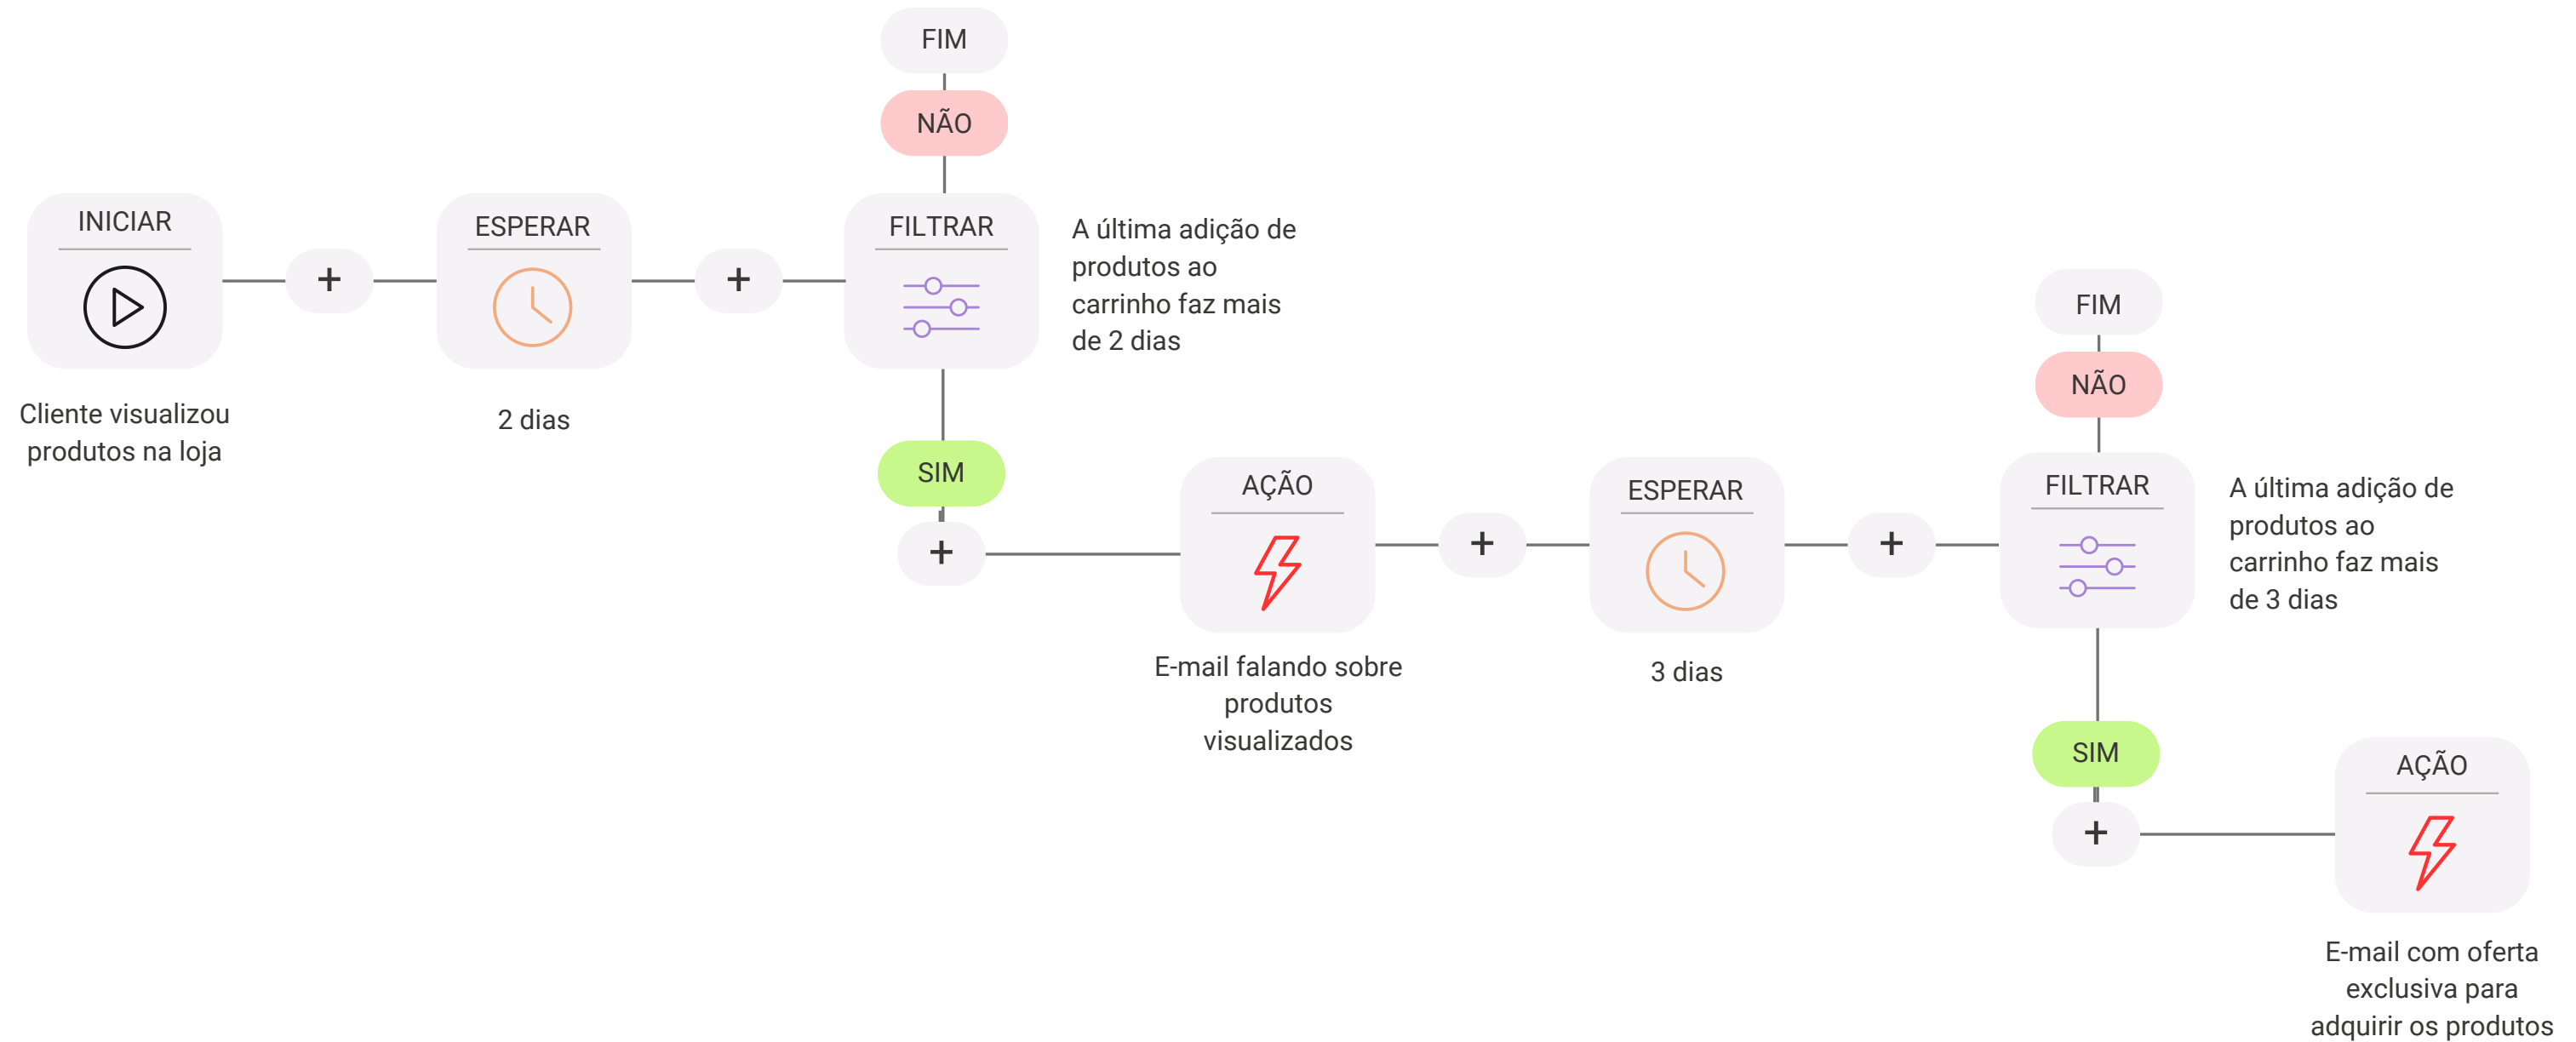 FIM
NÃO
INICIAR
+
ESPERAR
+
FILTRAR
A última adição de
produtos ao
carrinho faz mais
de 2 dias
Cliente visualizou
produtos na loja
2 dias
SIM
+
AÇÃO
E-mail falando sobre
produtos
visualizados
+
ESPERAR
3 dias
+
FIM
NÃO
FILTRAR
A última adição de
produtos ao
carrinho faz mais
de 3 dias
SIM
+
AÇÃO
E-mail com oferta
exclusiva para
adquirir os produtos